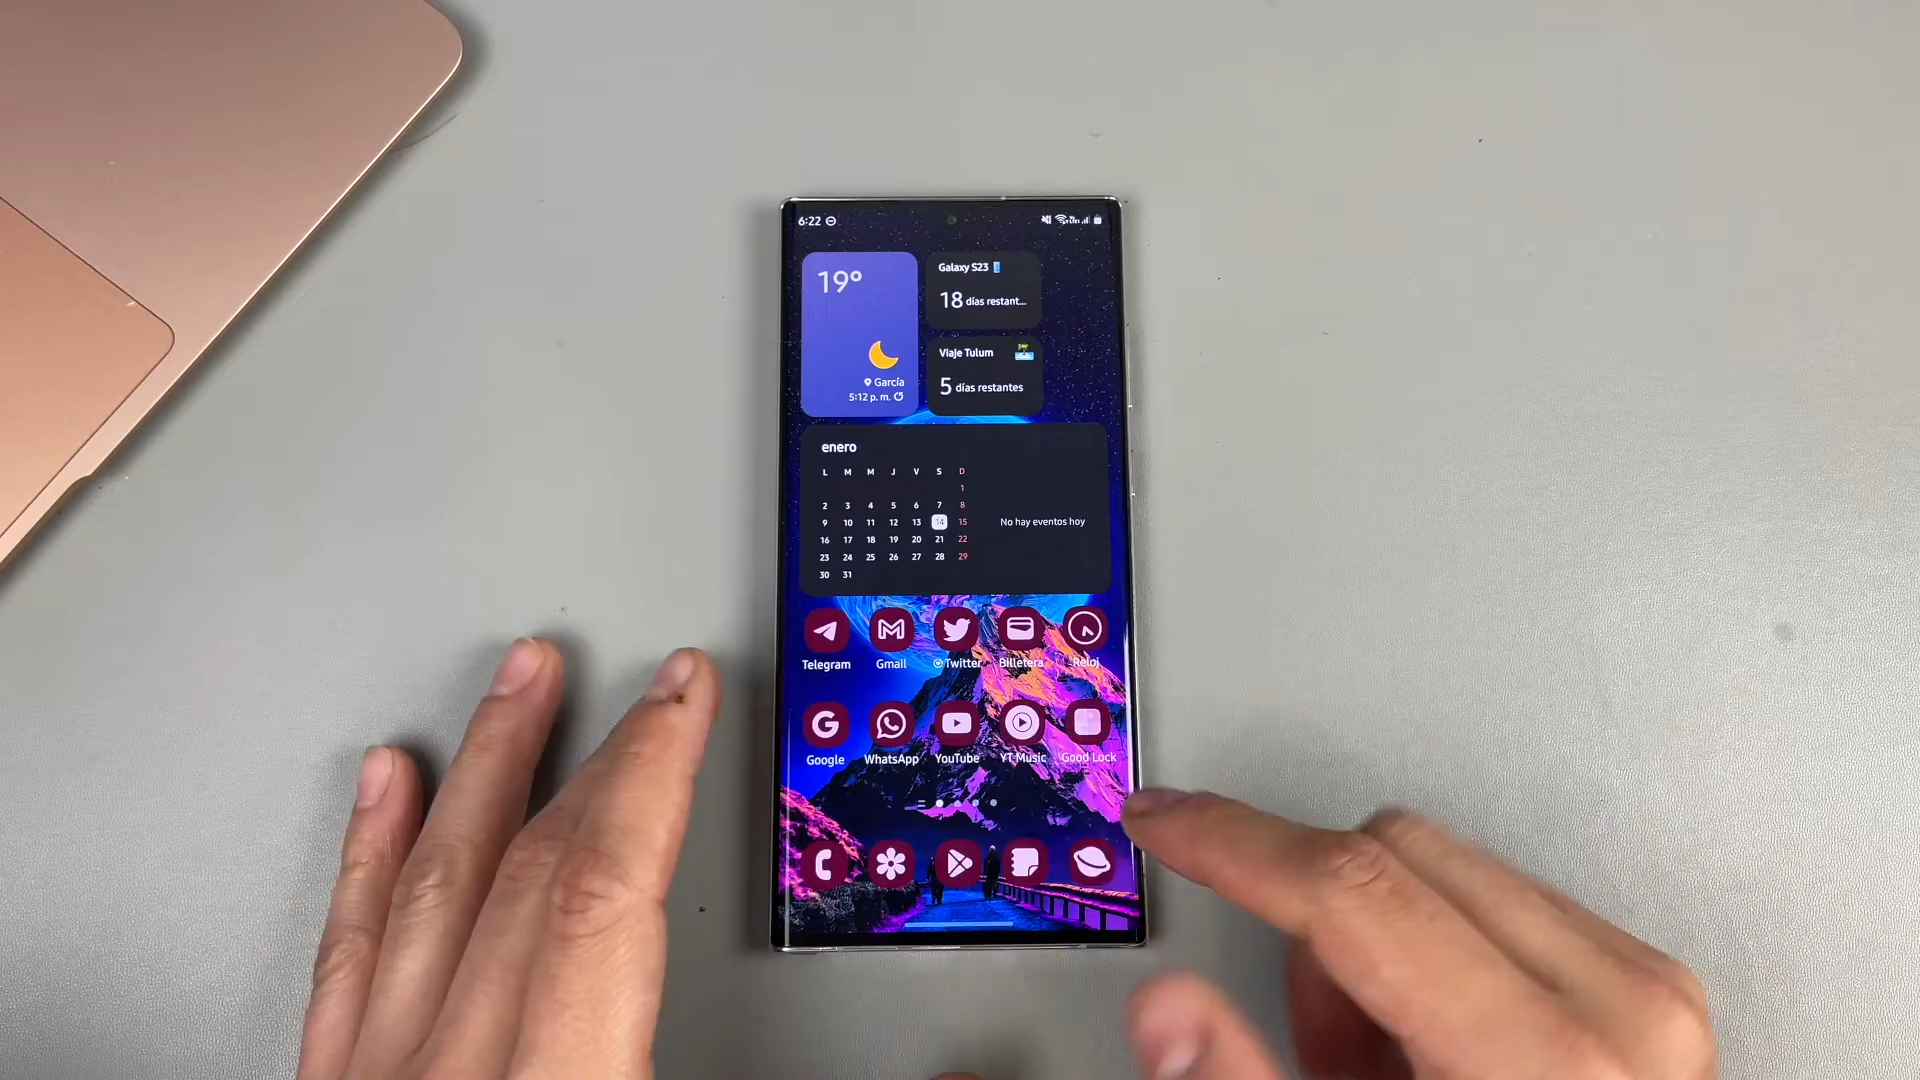 6:22
19°
García
5:12 p. m.
Galaxy S23
18 días restant...
Viaje Tulum
5 días restantes
enero
L M M J V S D
1
2 3 4 5 6 7 8
9 10 11 12 13 14 15
16 17 18 19 20 21 22
23 24 25 26 27 28 29
30 31
No hay eventos hoy
Telegram Gmail Twitter Billetera Reloj
Google WhatsApp YouTube YT Music Good Lock